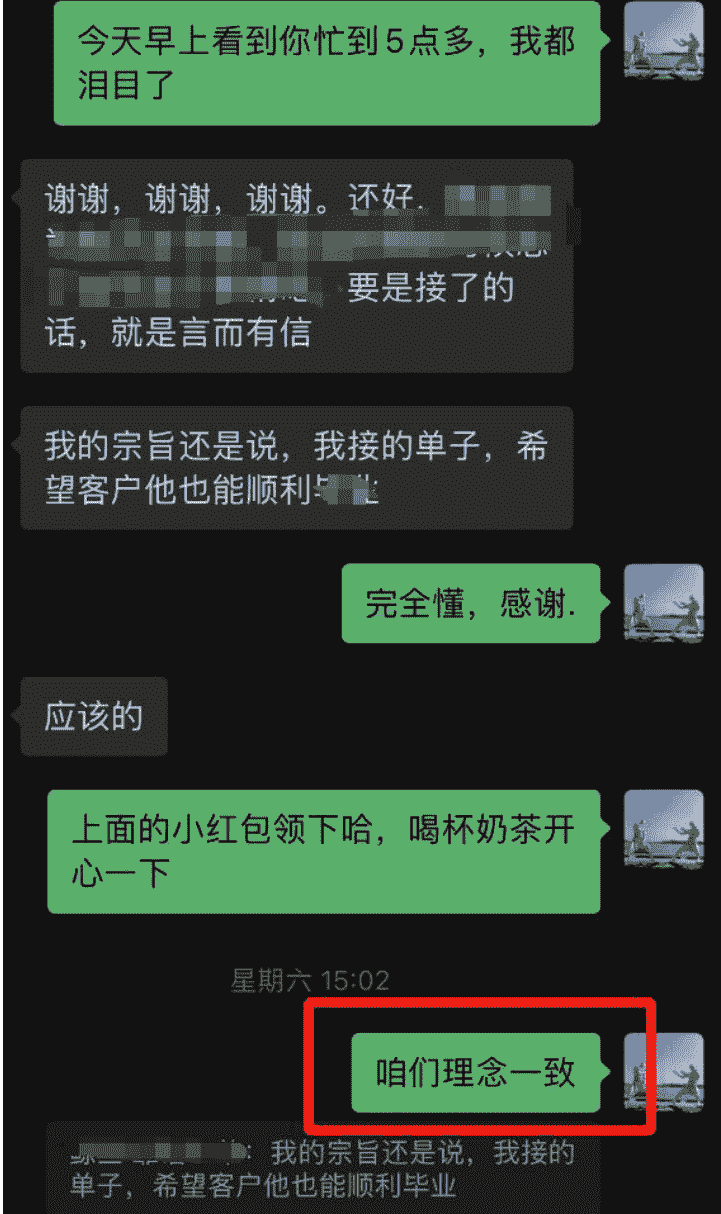 今天早上看到你忙到5点多，我都
泪目了
谢谢，谢谢，谢谢。还好.
要是接了的
话，就是言而有信
我的宗旨还是说，我接的单子，希
望客户他也能顺利
完全懂，感谢.
应该的
上面的小红包领下哈，喝杯奶茶开
心一下
星期六 15:02
咱们理念一致
：我的宗旨还是说，我接的
单子，希望客户他也能顺利毕业